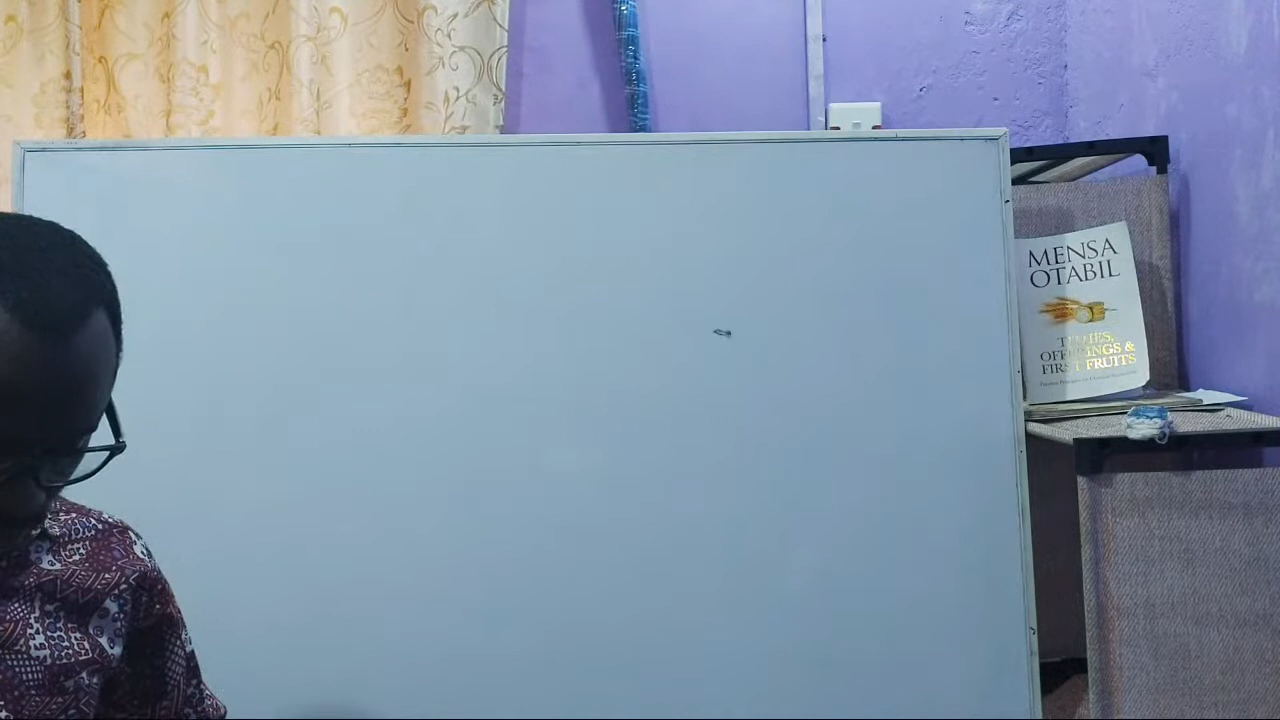 MENSA
OTABIL
TITHES,
OFFERINGS &
FIRST FRUITS